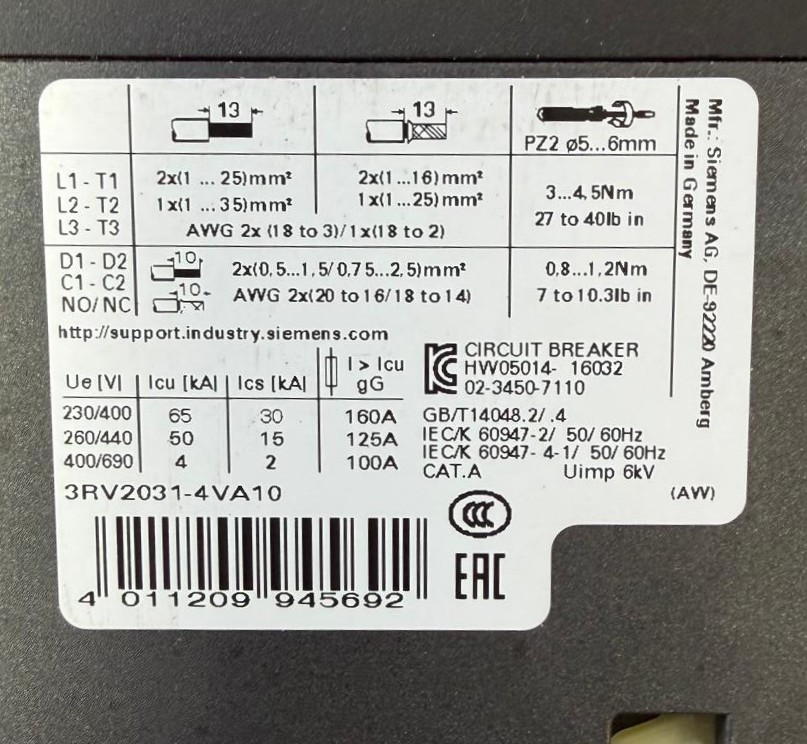 13 13
PZ2 ø5...6mm
L1 - T1 2x(1 ... 25)mm² 2x(1 ...16)mm² 3...4,5Nm
L2 - T2 1x(1 ... 35)mm² 1x(1 ...25)mm² 27 to 40lb in
L3 - T3 AWG 2x (18 to 3)/1x(18 to 2)
D1 - D2 10 2x(0,5...1,5/0,75...2,5)mm² 0,8...1,2Nm
C1 - C2
NO/NC 10 AWG 2x(20 to 16/18 to 14) 7 to 10.3lb in
Mfr.: Siemens AG, DE-92220 Amberg
Made in Germany
http://support.industry.siemens.com
Ue [V] Icu [kA] Ics [kA] I > Icu gG
230/400 65 30 160A
260/440 50 15 125A
400/690 4 2 100A
3RV2031-4VA10
CIRCUIT BREAKER
HW05014- 16032
02-3450-7110
GB/T14048.2/ .4
IEC/K 60947-2/ 50/ 60Hz
IEC/K 60947- 4-1/ 50/ 60Hz
CAT.A Uimp 6kV
(AW)
CCC
EAC
4 011209 945692